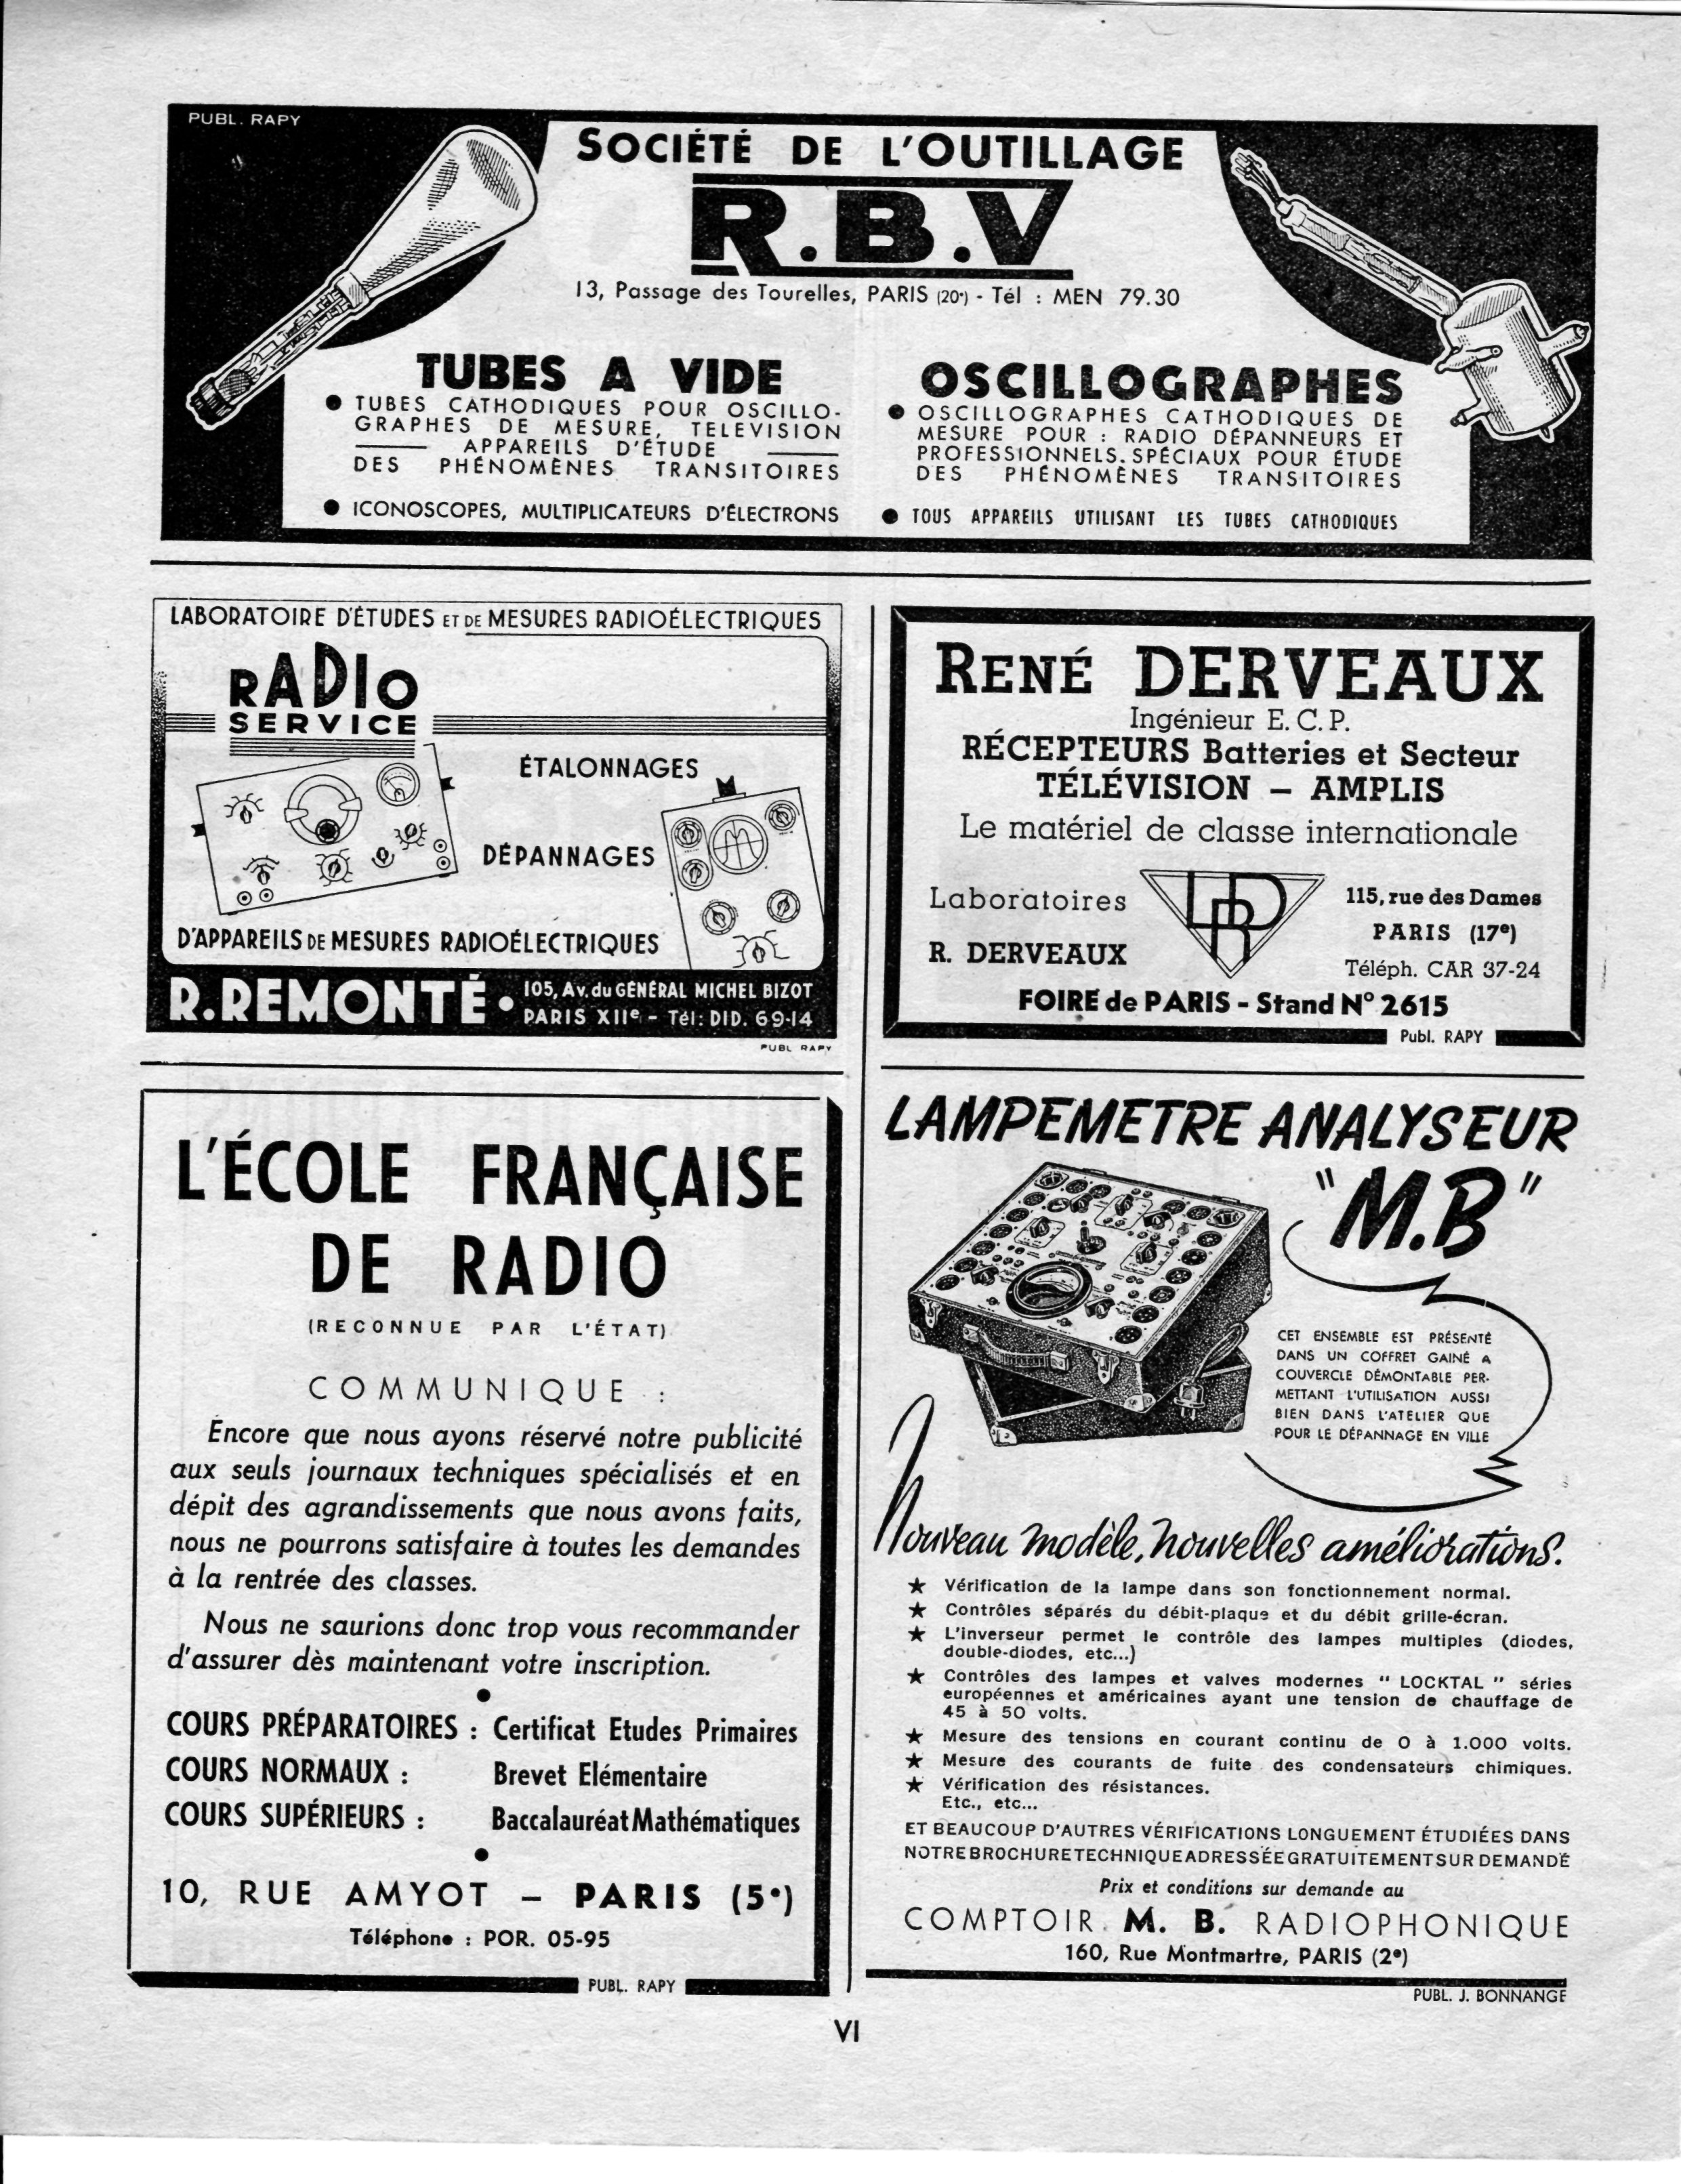 PUBL. RAPY
SOCIÉTÉ DE L'OUTILLAGE
R.B.V
13, Passage des Tourelles, PARIS (20e) - Tél : MEN 79.30
TUBES A VIDE
● TUBES CATHODIQUES POUR OSCILLO-
GRAPHES DE MESURE, TELEVISION
APPAREILS D'ÉTUDE
DES PHÉNOMÈNES TRANSITOIRES
● ICONOSCOPES, MULTIPLICATEURS D'ÉLECTRONS
OSCILLOGRAPHES
● OSCILLOGRAPHES CATHODIQUES DE
MESURE POUR : RADIO DÉPANNEURS ET
PROFESSIONNELS. SPÉCIAUX POUR ÉTUDE
DES PHÉNOMÈNES TRANSITOIRES
● TOUS APPAREILS UTILISANT LES TUBES CATHODIQUES
LABORATOIRE D'ÉTUDES ET DE MESURES RADIOÉLECTRIQUES
RADIO
SERVICE
ÉTALONNAGES
DÉPANNAGES
D'APPAREILS DE MESURES RADIOÉLECTRIQUES
R. REMONTÉ •
105, Av. du GÉNÉRAL MICHEL BIZOT
PARIS XIIe - Tél: DID. 69-14
PUBL RAPY
RENÉ DERVEAUX
Ingénieur E. C. P.
RÉCEPTEURS Batteries et Secteur
TÉLÉVISION - AMPLIS
Le matériel de classe internationale
Laboratoires
R. DERVEAUX
LRD
115, rue des Dames
PARIS (17e)
Téléph. CAR 37-24
FOIRE de PARIS - Stand N° 2615
Publ. RAPY
L'ÉCOLE FRANÇAISE
DE RADIO
(RECONNUE PAR L'ÉTAT)
COMMUNIQUE :
Encore que nous ayons réservé notre publicité
aux seuls journaux techniques spécialisés et en
dépit des agrandissements que nous avons faits,
nous ne pourrons satisfaire à toutes les demandes
à la rentrée des classes.
Nous ne saurions donc trop vous recommander
d'assurer dès maintenant votre inscription.
●
COURS PRÉPARATOIRES : Certificat Etudes Primaires
COURS NORMAUX : Brevet Elémentaire
COURS SUPÉRIEURS : Baccalauréat Mathématiques
●
10, RUE AMYOT - PARIS (5e)
Téléphone : POR. 05-95
PUBL. RAPY
LAMPEMETRE ANALYSEUR
"M.B"
CET ENSEMBLE EST PRÉSENTÉ
DANS UN COFFRET GAINÉ A
COUVERCLE DÉMONTABLE PER-
METTANT L'UTILISATION AUSSI
BIEN DANS L'ATELIER QUE
POUR LE DÉPANNAGE EN VILLE
Nouveau modèle, nouvelles améliorations.
★ Vérification de la lampe dans son fonctionnement normal.
★ Contrôles séparés du débit-plaque et du débit grille-écran.
★ L'inverseur permet le contrôle des lampes multiples (diodes,
double-diodes, etc...)
★ Contrôles des lampes et valves modernes " LOCKTAL " séries
européennes et américaines ayant une tension de chauffage de
45 à 50 volts.
★ Mesure des tensions en courant continu de 0 à 1.000 volts.
★ Mesure des courants de fuite des condensateurs chimiques.
★ Vérification des résistances.
Etc., etc...
ET BEAUCOUP D'AUTRES VÉRIFICATIONS LONGUEMENT ÉTUDIÉES DANS
NOTRE BROCHURE TECHNIQUE ADRESSÉE GRATUITEMENT SUR DEMANDE
Prix et conditions sur demande au
COMPTOIR M. B. RADIOPHONIQUE
160, Rue Montmartre, PARIS (2e)
PUBL. J. BONNANGE
VI